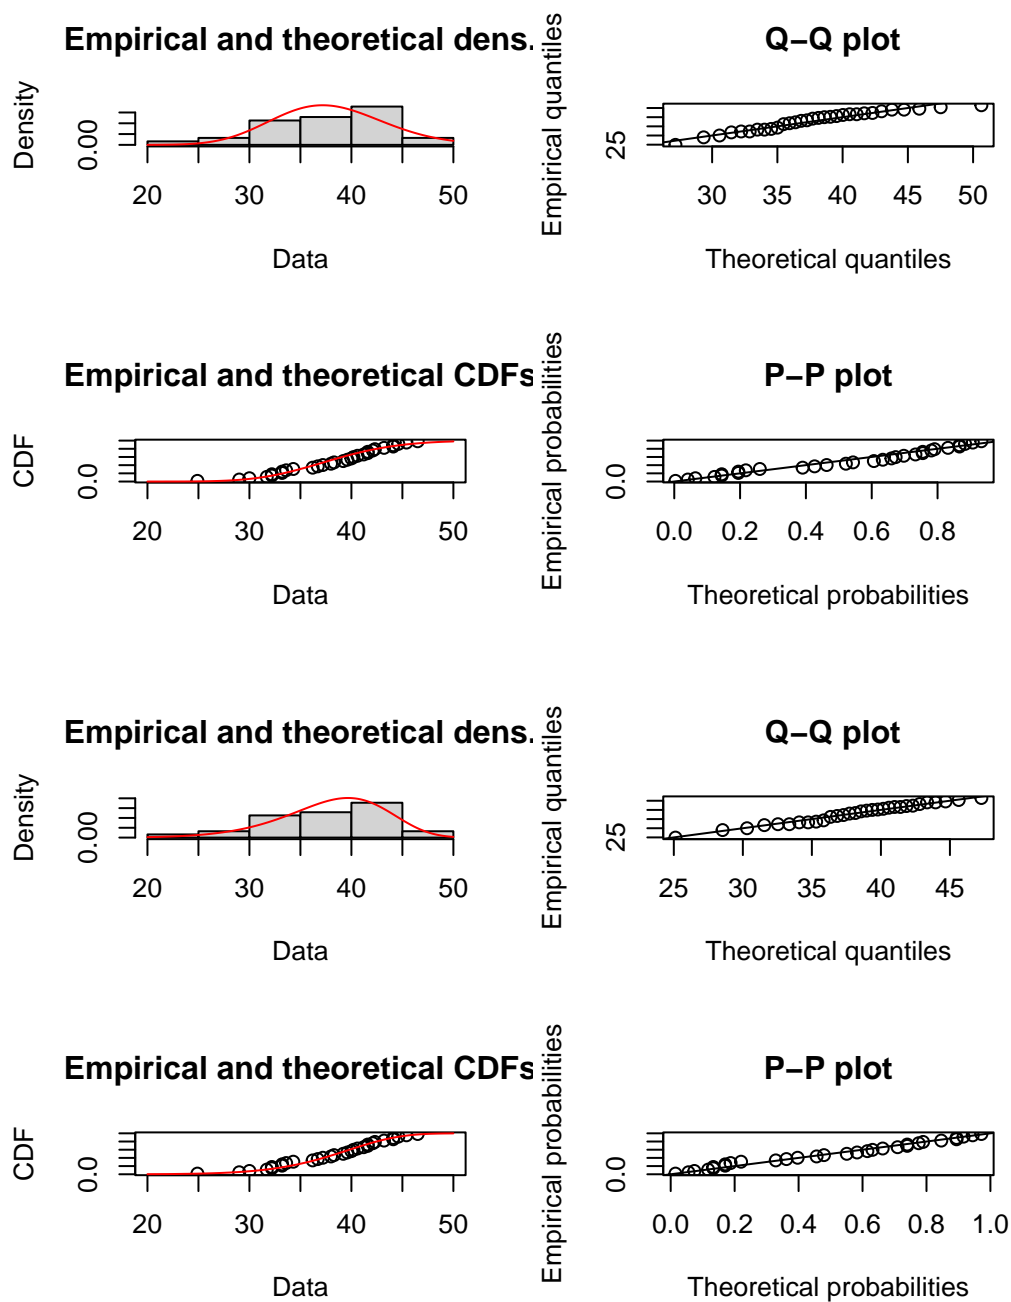 Empirical and theoretical dens.
Density
0.00
20 30 40 50
Data
Q−Q plot
Empirical quantiles
25
30 35 40 45 50
Theoretical quantiles
Empirical and theoretical CDFs
CDF
0.0
20 30 40 50
Data
P−P plot
Empirical probabilities
0.0
0.0 0.2 0.4 0.6 0.8
Theoretical probabilities
Empirical and theoretical dens.
Density
0.00
20 30 40 50
Data
Q−Q plot
Empirical quantiles
25
25 30 35 40 45
Theoretical quantiles
Empirical and theoretical CDFs
CDF
0.0
20 30 40 50
Data
P−P plot
Empirical probabilities
0.0
0.0 0.2 0.4 0.6 0.8 1.0
Theoretical probabilities